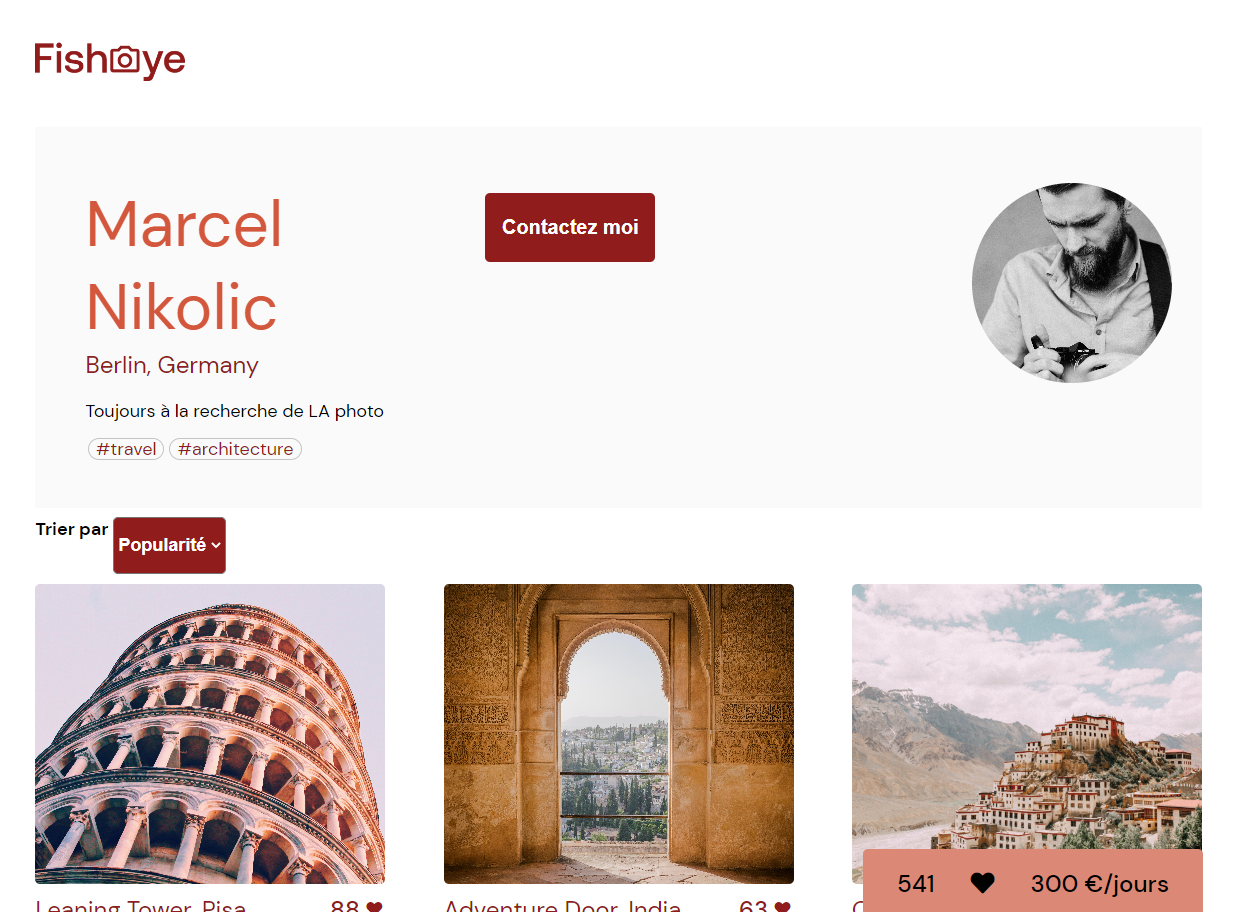 Fisheye
Marcel
Nikolic
Berlin, Germany
Toujours à la recherche de LA photo
#travel #architecture
Contactez moi
Trier par Popularité
Leaning Tower, Pisa 88
Adventure Door, India 63
541 300 €/jours